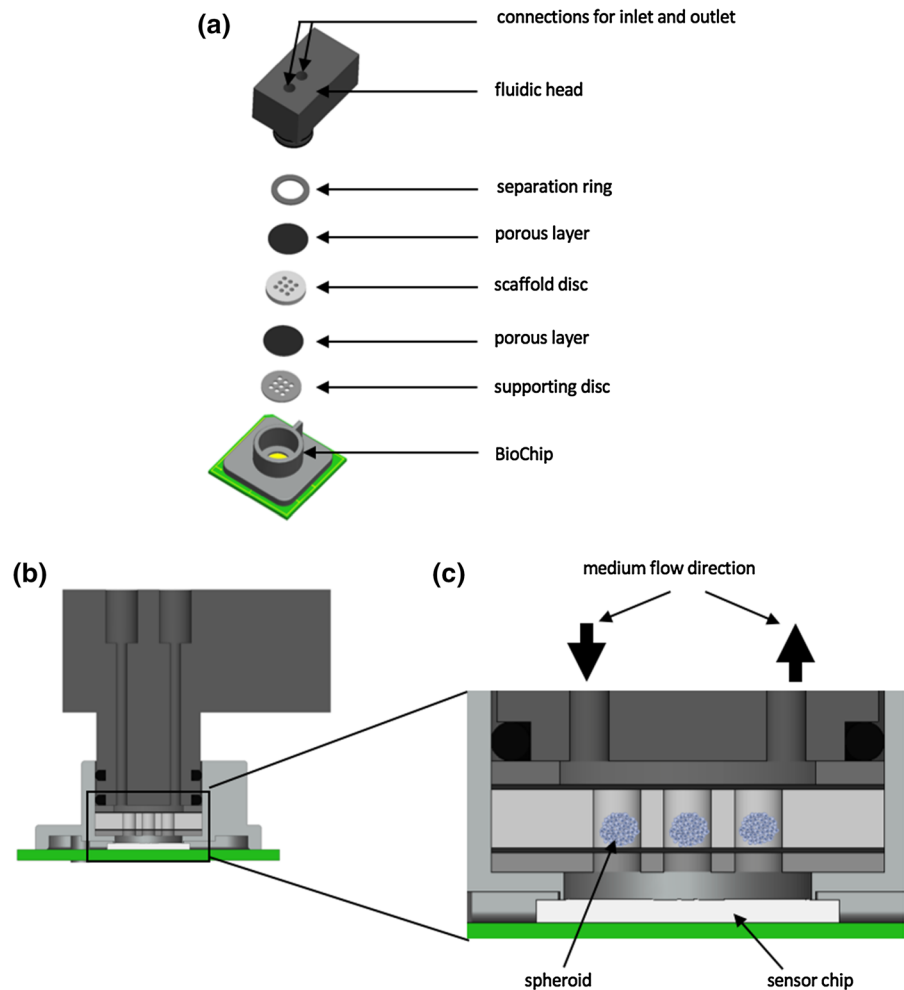 (a)
connections for inlet and outlet
fluidic head
separation ring
porous layer
scaffold disc
porous layer
supporting disc
BioChip
(b)
(c)
medium flow direction
spheroid
sensor chip